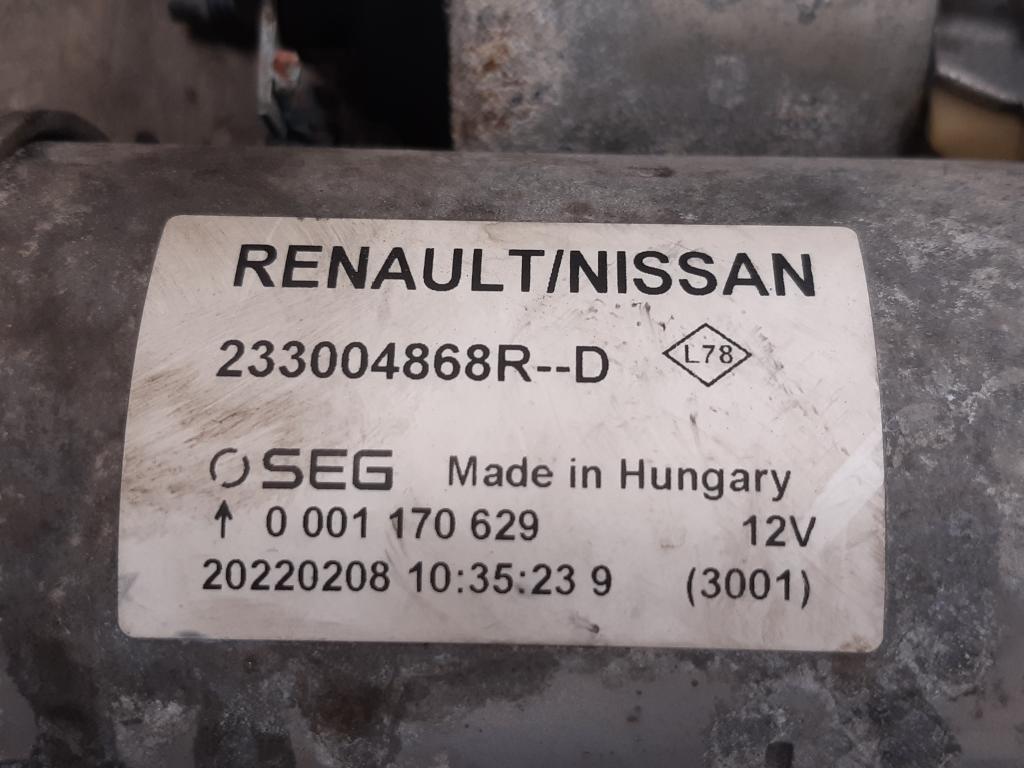 RENAULT/NISSAN
233004868R--D L78
SEG Made in Hungary
↑ 0 001 170 629 12V
20220208 10:35:23 9 (3001)